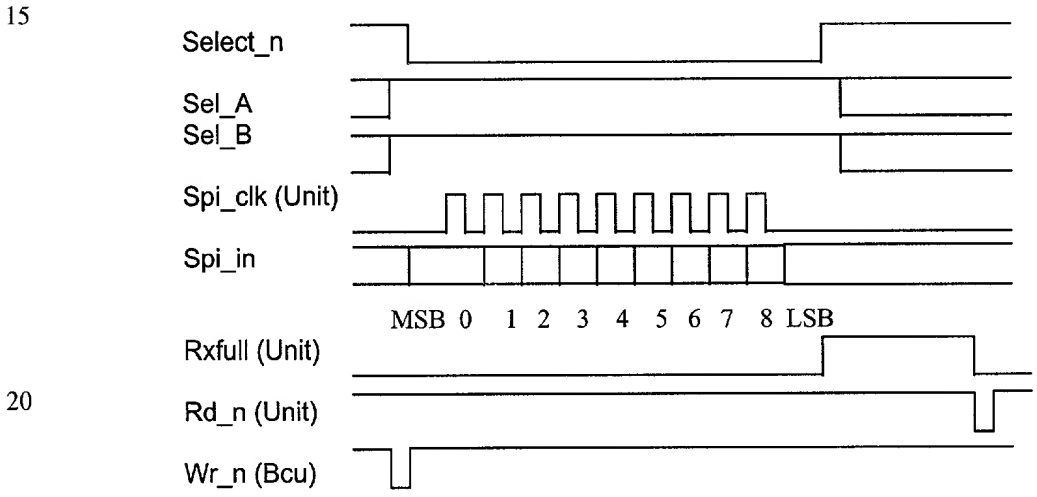 15
Select_n
Sel_A
Sel_B
Spi_clk (Unit)
Spi_in
MSB 0 1 2 3 4 5 6 7 8 LSB
Rxfull (Unit)
20
Rd_n (Unit)
Wr_n (Bcu)